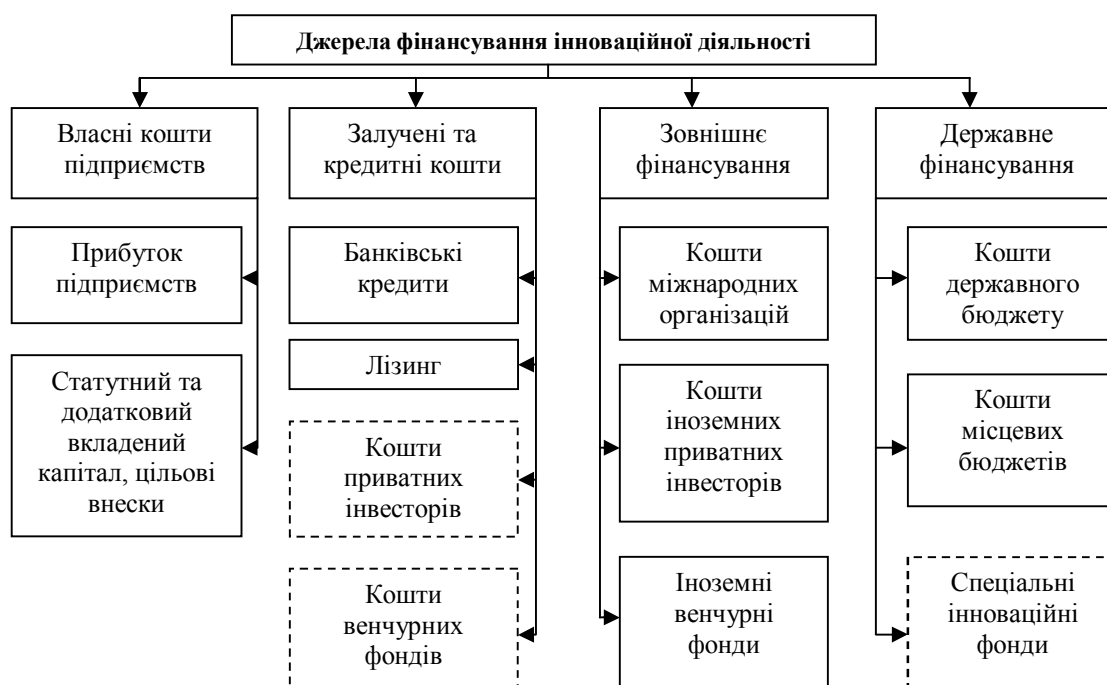 Джерела фінансування інноваційної діяльності
Власні кошти
підприємств
Прибуток
підприємств
Статутний та
додатковий
вкладений
капітал, цільові
внески
Залучені та
кредитні кошти
Банківські
кредити
Лізинг
Кошти
приватних
інвесторів
Кошти
венчурних
фондів
Зовнішнє
фінансування
Кошти
міжнародних
організацій
Кошти
іноземних
приватних
інвесторів
Іноземні
венчурні
фонди
Державне
фінансування
Кошти
державного
бюджету
Кошти
місцевих
бюджетів
Спеціальні
інноваційні
фонди